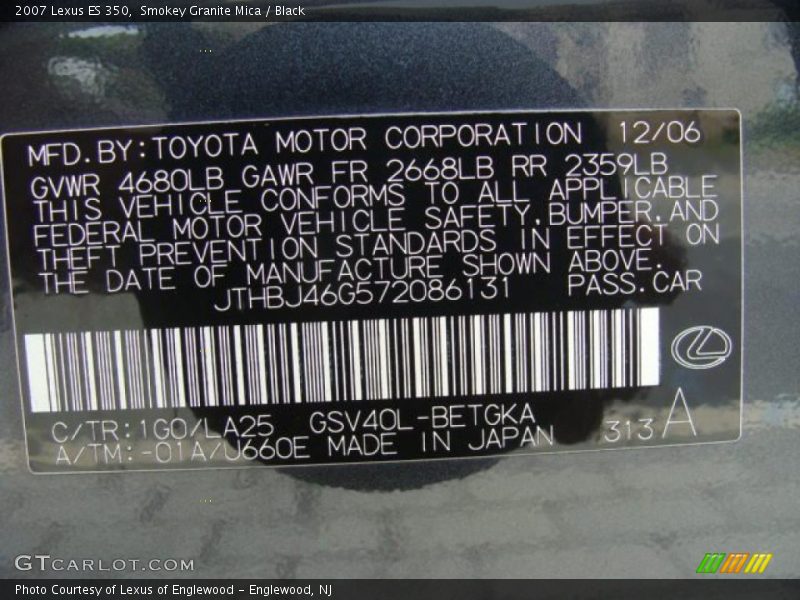 2007 Lexus ES 350,  Smokey Granite Mica / Black
MFD.BY:TOYOTA MOTOR CORPORATION 12/06
GVWR 4680LB GAWR FR 2668LB RR 2359LB
THIS VEHICLE CONFORMS TO ALL APPLICABLE
FEDERAL MOTOR VEHICLE SAFETY,BUMPER,AND
THEFT PREVENTION STANDARDS IN EFFECT ON
THE DATE OF MANUFACTURE SHOWN ABOVE.
JTHBJ46G572086131 PASS.CAR
C/TR:1G0/LA25 GSV40L-BETGKA
A/TM:-01A/U660E MADE IN JAPAN 313 A
GTCARLOT.COM
Photo Courtesy of Lexus of Englewood – Englewood, NJ